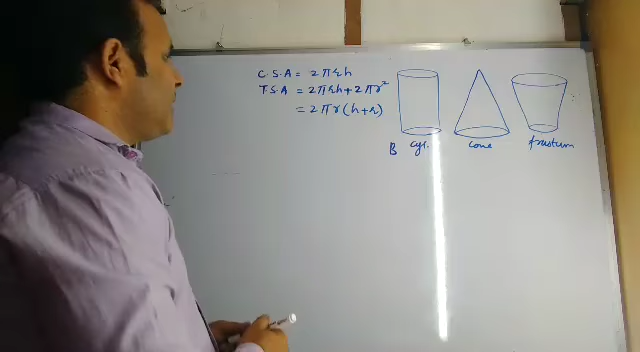 C.S.A = 2πrh
T.S.A = 2πrh + 2πr²
= 2πr(h+r)
B cyl. cone frustum